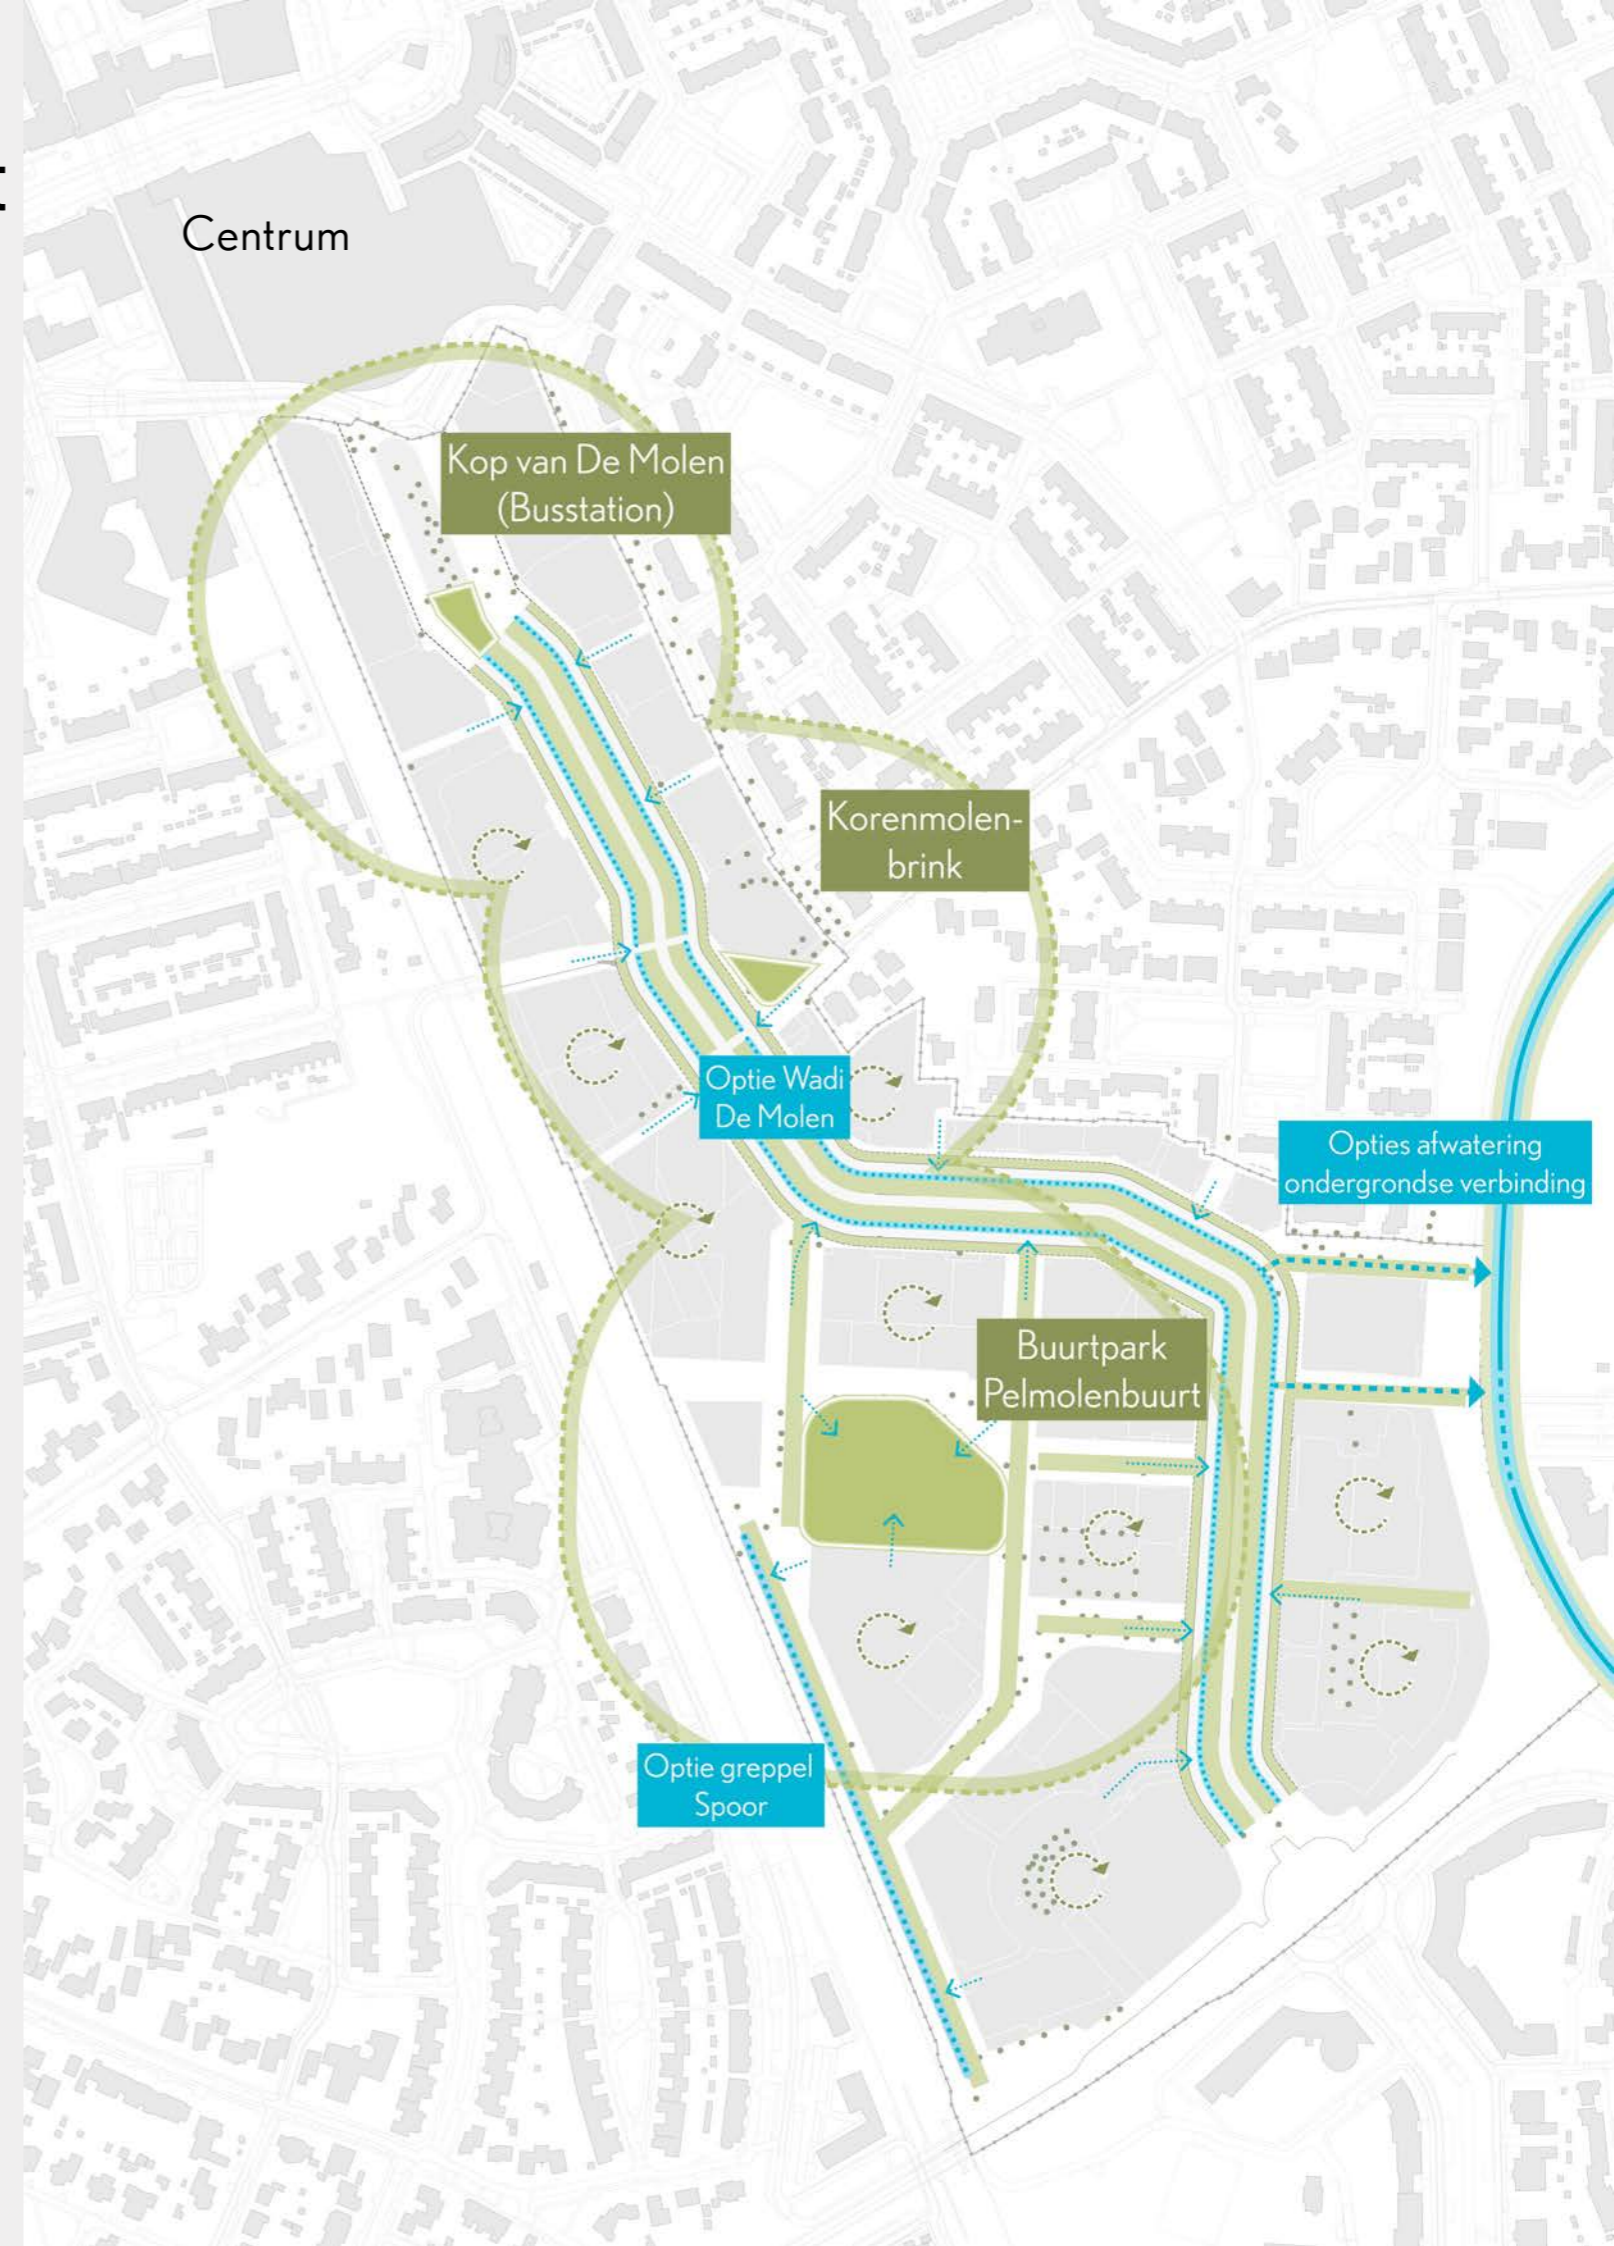 Centrum
Kop van De Molen
(Busstation)
Korenmolen-
brink
Optie Wadi
De Molen
Opties afwatering
ondergrondse verbinding
Buurtpark
Pelmolenbuurt
Optie greppel
Spoor